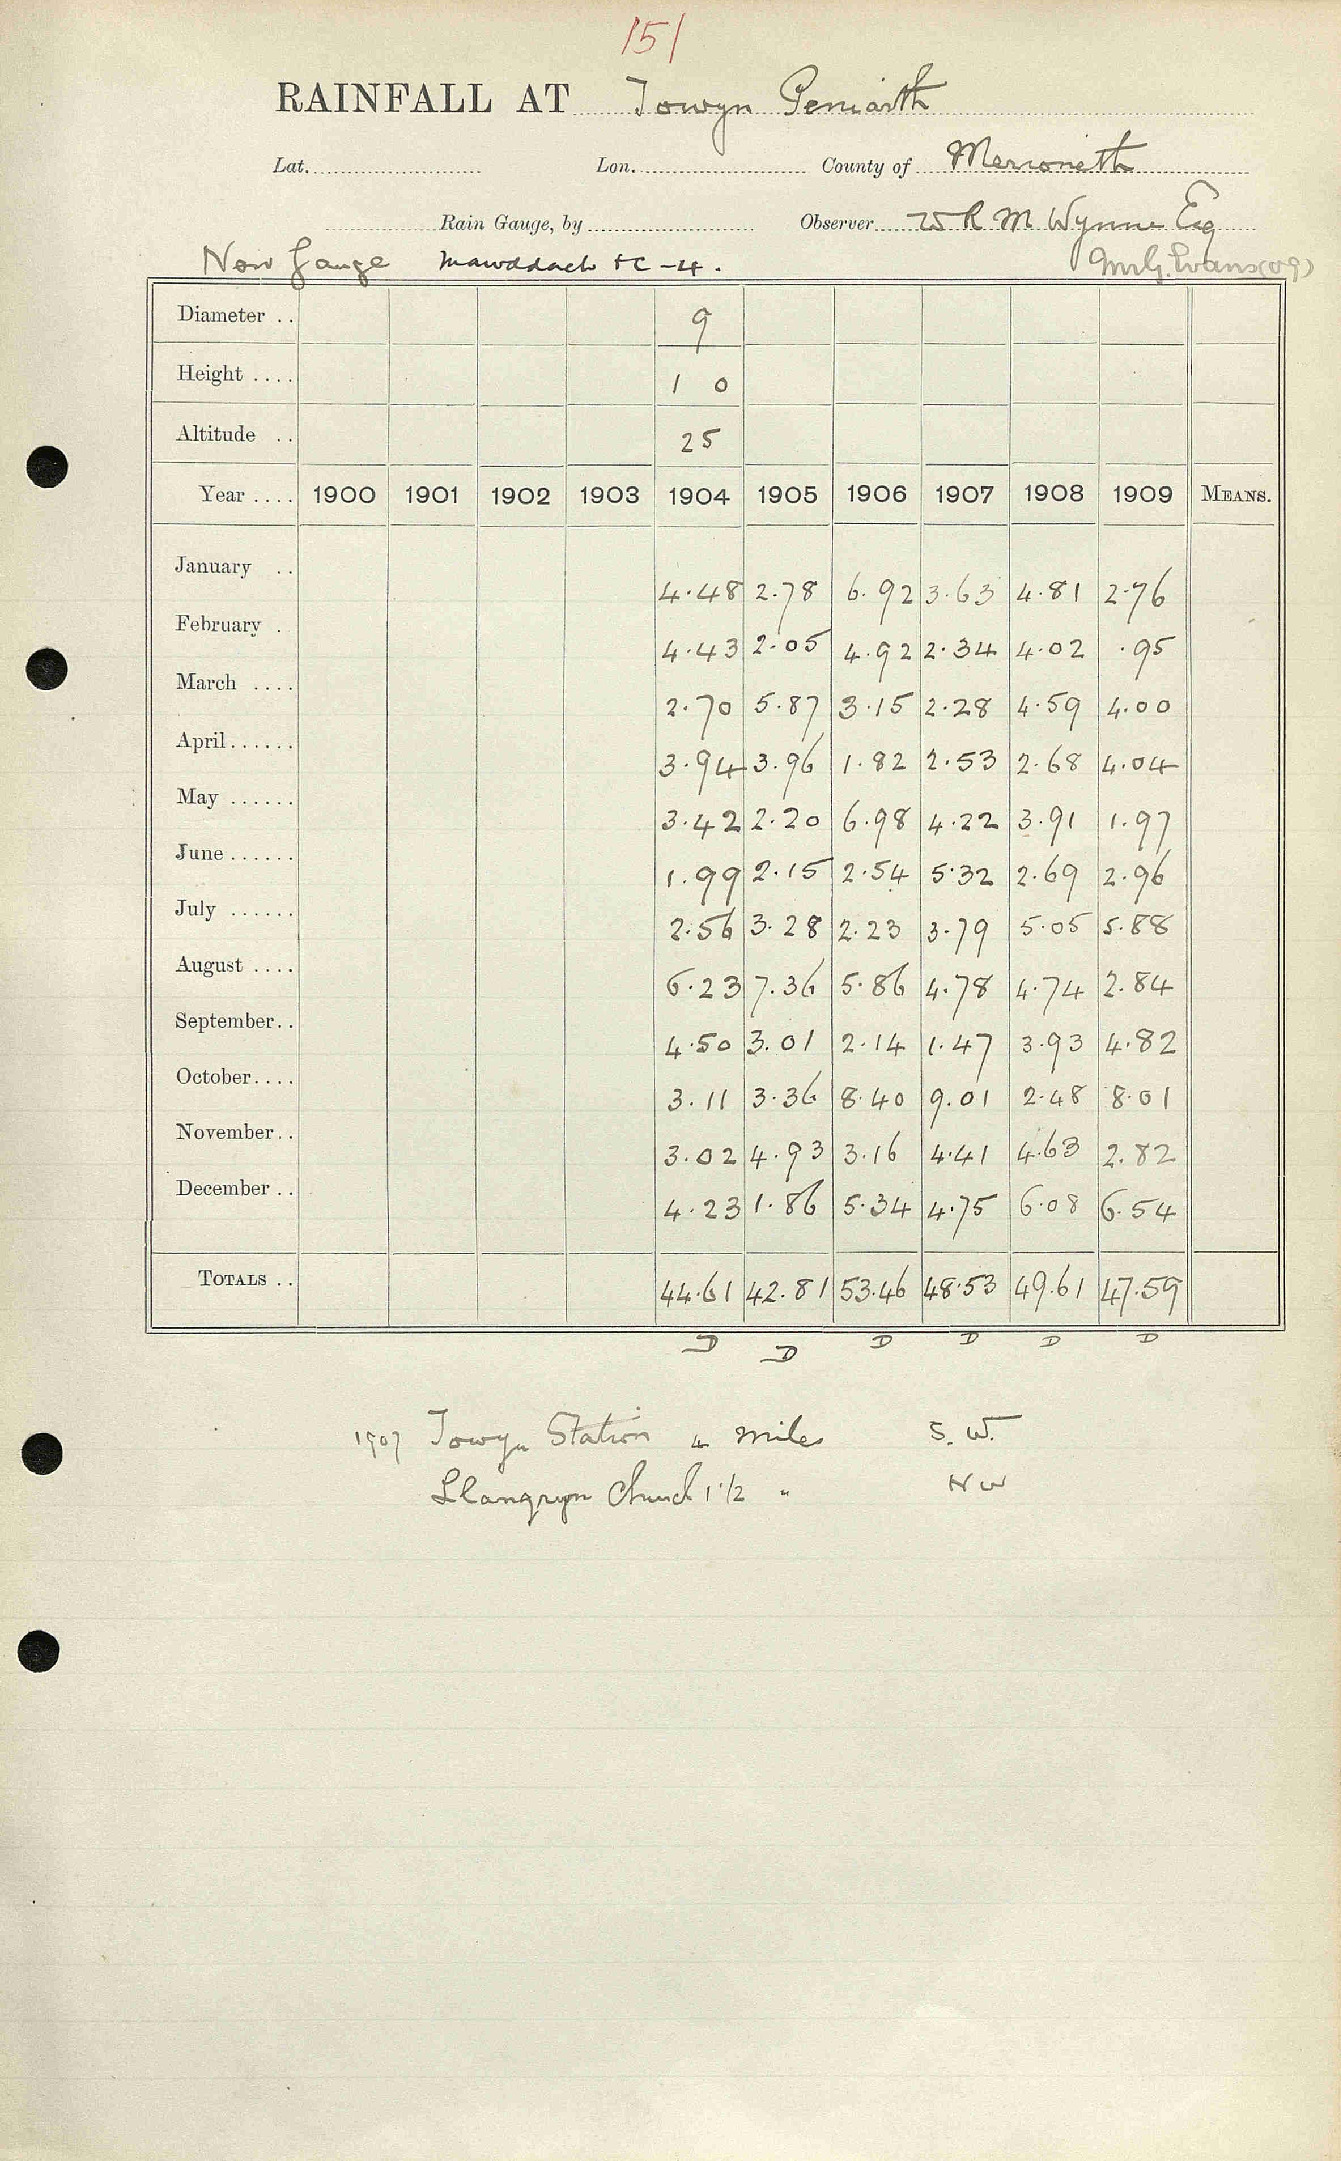 151
RAINFALL AT Towyn Peniarth
Lat. Lon. County of Merioneth
Rain Gauge, by Observer W R M Wynne Esq
New Gauge Mawddach &c -4. Mr G. Evans (09)
Diameter .. 9
Height .... 1 0
Altitude .. 25
Year .... 1900 1901 1902 1903 1904 1905 1906 1907 1908 1909 MEANS.
January .. 4.48 2.78 6.92 3.63 4.81 2.76
February . 4.43 2.05 4.92 2.34 4.02 .95
March .... 2.70 5.87 3.15 2.28 4.59 4.00
April...... 3.94 3.96 1.82 2.53 2.68 4.04
May ...... 3.42 2.20 6.98 4.22 3.91 1.97
June...... 1.99 2.15 2.54 5.32 2.69 2.96
July ...... 2.56 3.28 2.23 3.79 5.05 5.88
August .... 6.23 7.36 5.86 4.78 4.74 2.84
September.. 4.50 3.01 2.14 1.47 3.93 4.82
October.... 3.11 3.36 8.40 9.01 2.48 8.01
November.. 3.02 4.93 3.16 4.41 4.63 2.82
December .. 4.23 1.86 5.34 4.75 6.08 6.54
TOTALS .. 44.61 42.81 53.46 48.53 49.61 47.59
D D D D D D
1907 Towyn Station 4 miles S. W.
Llangryn Church 1 1/2 " NW